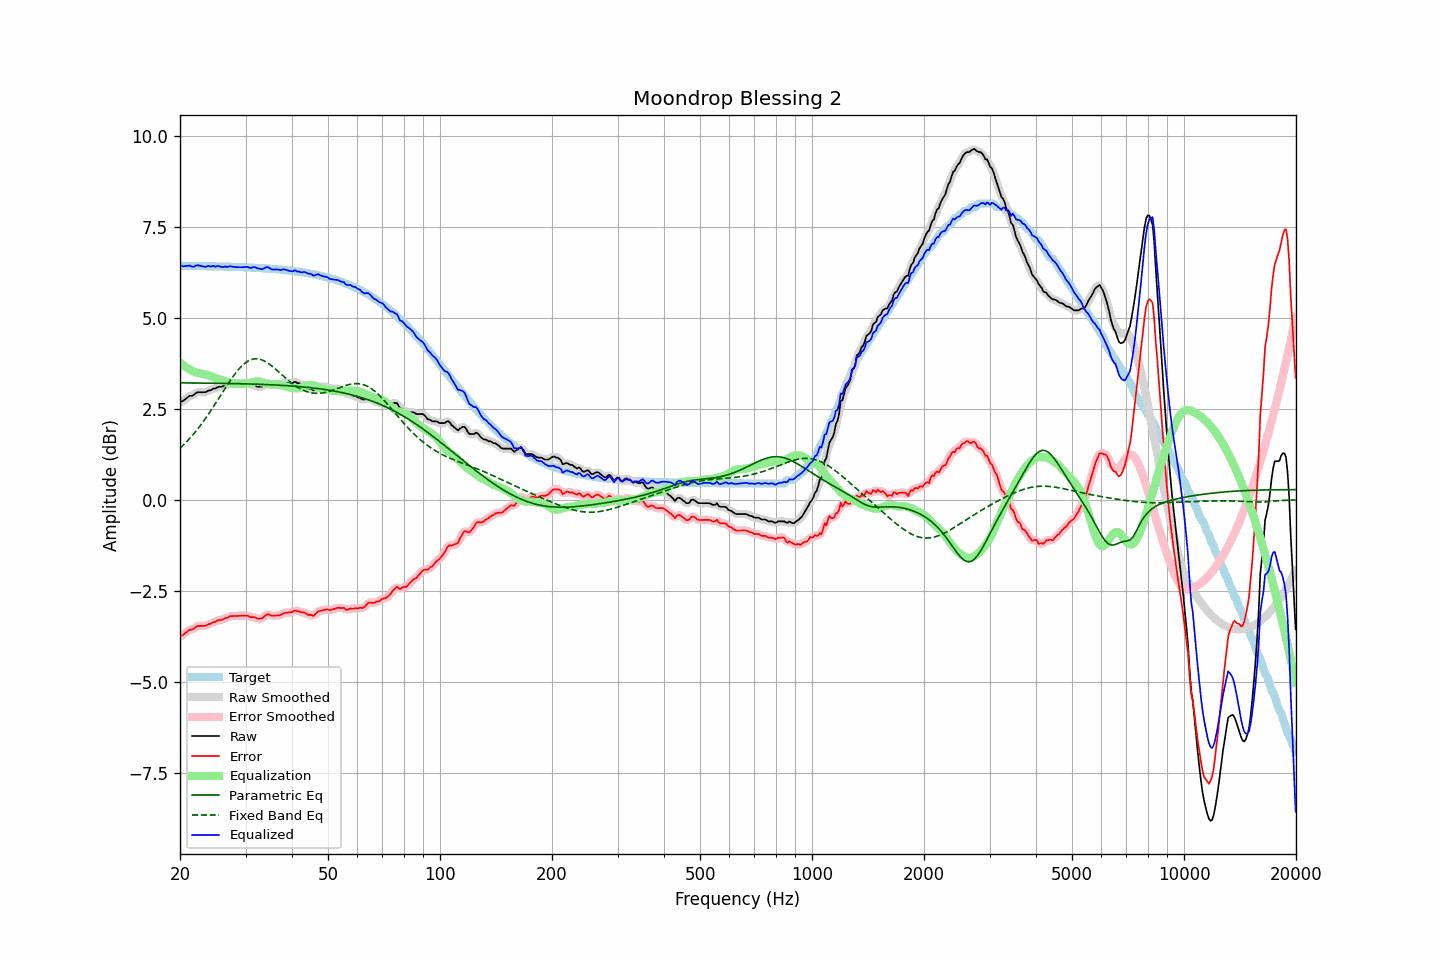 Moondrop Blessing 2
Amplitude (dBr)
10.0
7.5
5.0
2.5
0.0
−2.5
−5.0
−7.5
Target
Raw Smoothed
Error Smoothed
Raw
Error
Equalization
Parametric Eq
Fixed Band Eq
Equalized
20
50
100
200
500
1000
2000
5000
10000
20000
Frequency (Hz)